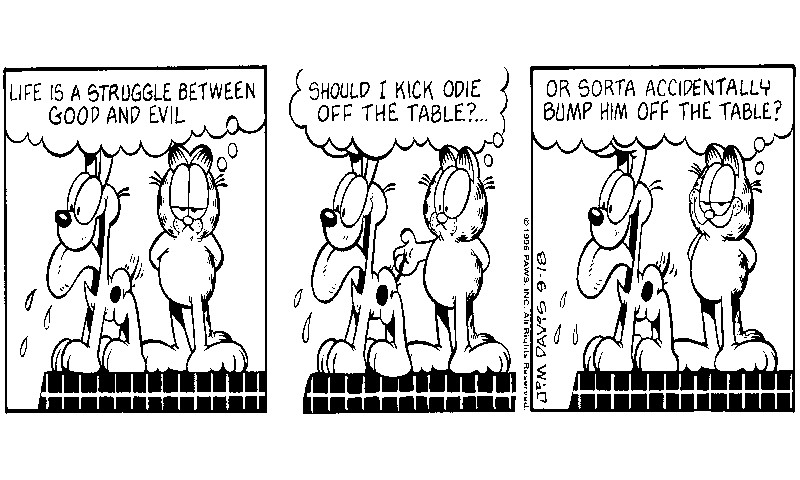 LIFE IS A STRUGGLE BETWEEN
GOOD AND EVIL
SHOULD I KICK ODIE
OFF THE TABLE?...
OR SORTA ACCIDENTALLY
BUMP HIM OFF THE TABLE?
© 1996 PAWS, INC. All Rights Reserved.
JIM DAVIS 9·18